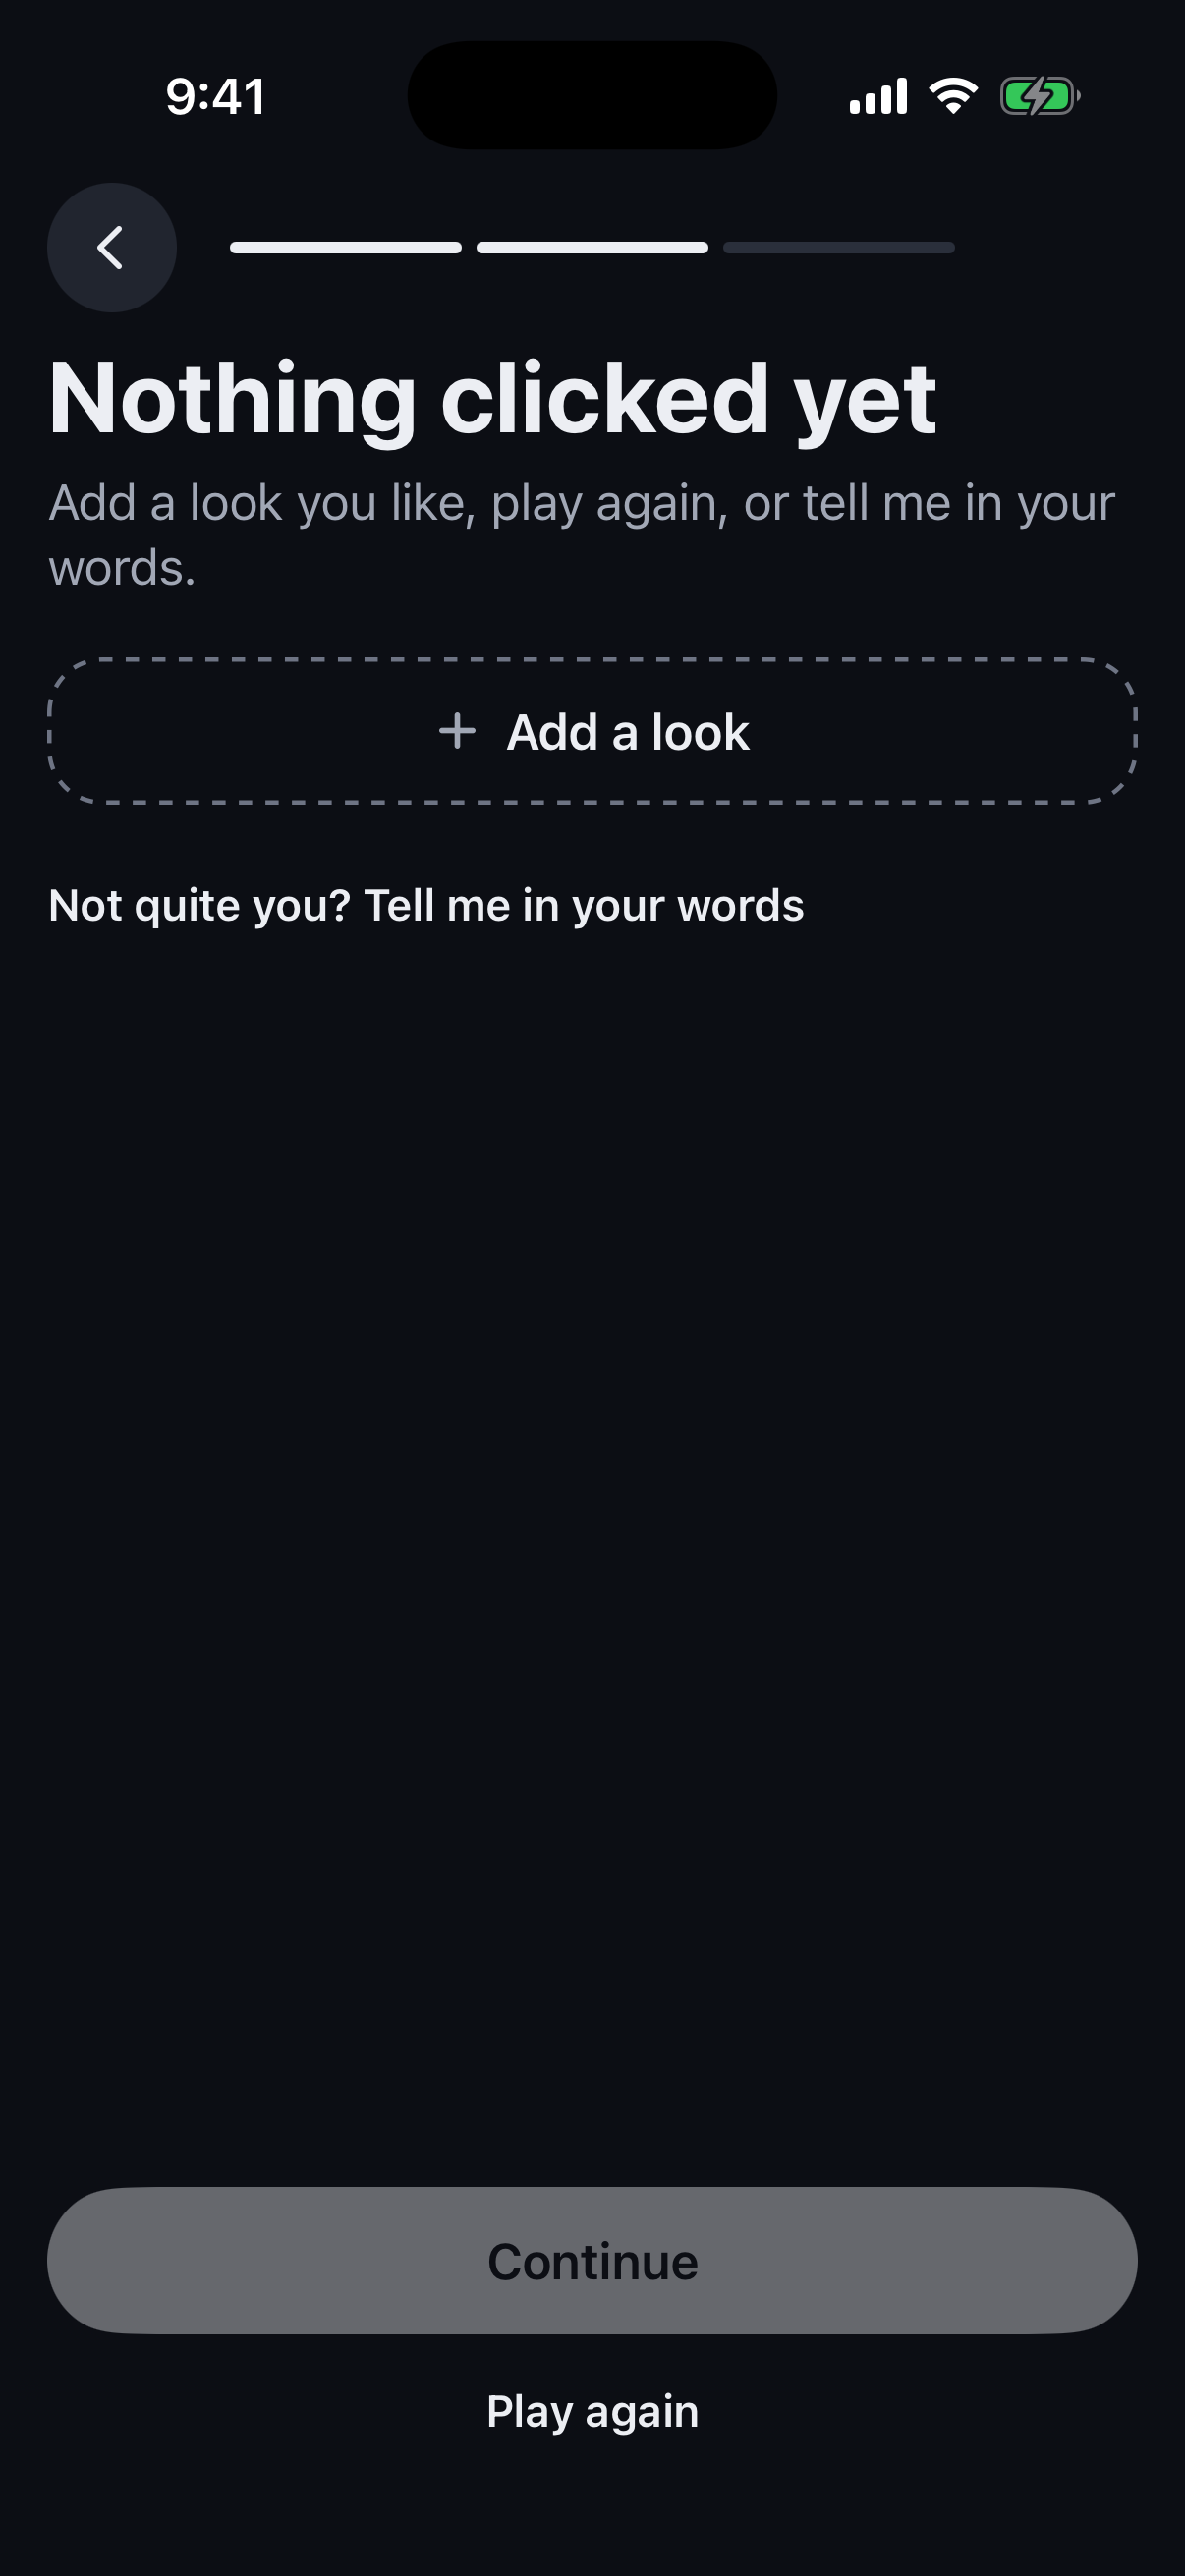 9:41
Nothing clicked yet
Add a look you like, play again, or tell me in your
words.
Add a look
Not quite you? Tell me in your words
Continue
Play again